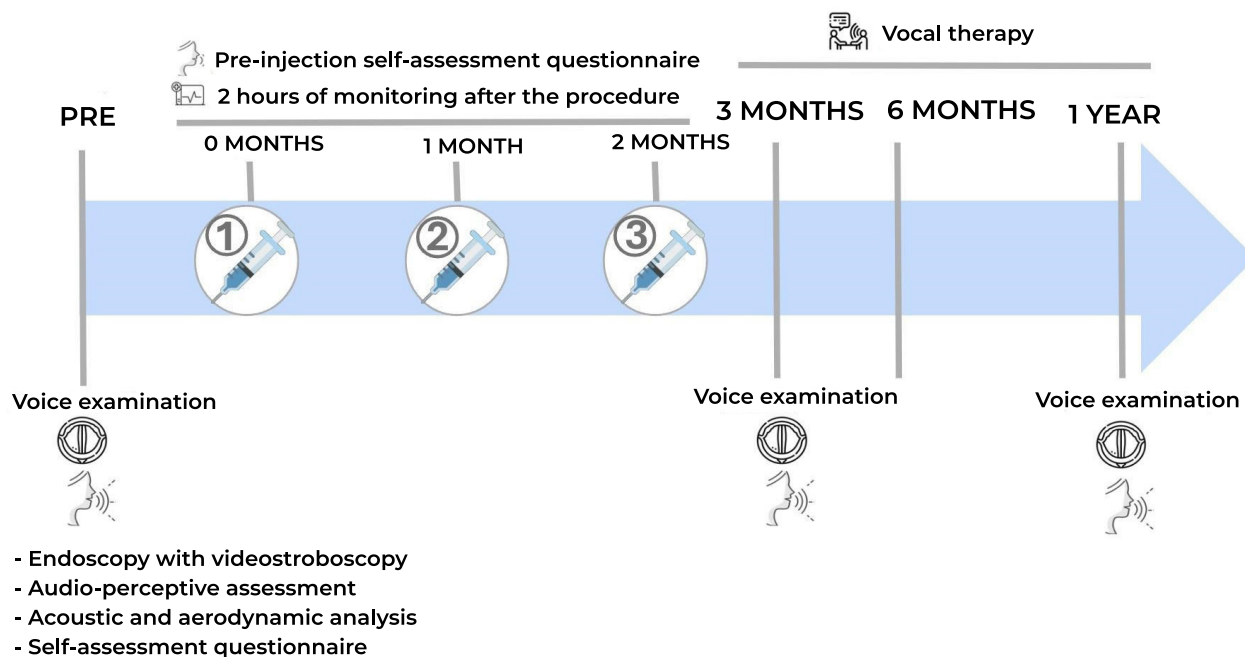 Vocal therapy
Pre-injection self-assessment questionnaire
2 hours of monitoring after the procedure
PRE
3 MONTHS
6 MONTHS
1 YEAR
0 MONTHS
1 MONTH
2 MONTHS
1
2
3
Voice examination
Voice examination
Voice examination
- Endoscopy with videostroboscopy
- Audio-perceptive assessment
- Acoustic and aerodynamic analysis
- Self-assessment questionnaire